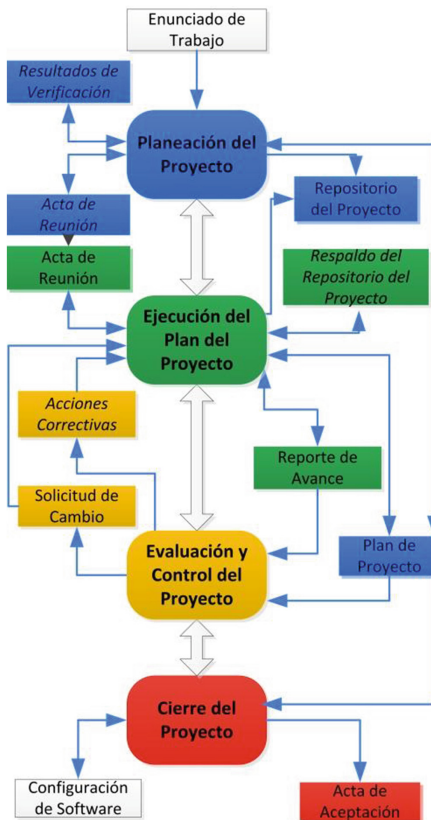 Enunciado de
Trabajo
Resultados de
Verificación
Planeación del
Proyecto
Acta de
Reunión
Repositorio
del Proyecto
Acta de
Reunión
Respaldo del
Repositorio del
Proyecto
Ejecución del
Plan del
Proyecto
Acciones
Correctivas
Reporte de
Avance
Solicitud de
Cambio
Evaluación y
Control del
Proyecto
Plan de
Proyecto
Cierre del
Proyecto
Configuración
de Software
Acta de
Aceptación